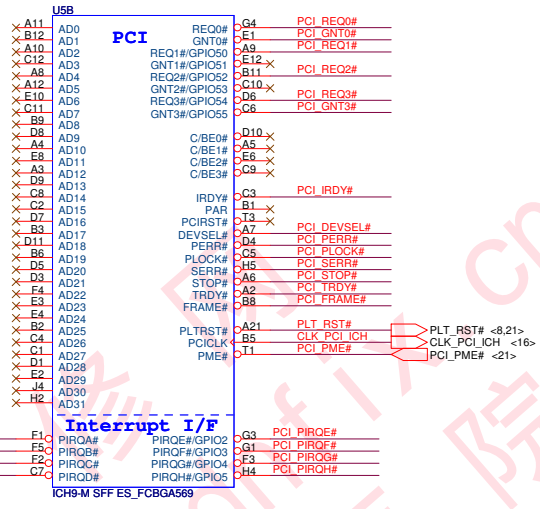 U5B
PCI
A11 AD0 REQ0# G4 PCI_REQ0#
B12 AD1 GNT0# E1 PCI_GNT0#
A10 AD2 REQ1#/GPIO50 A9 PCI_REQ1#
C12 AD3 GNT1#/GPIO51 E12
A8 AD4 REQ2#/GPIO52 B11 PCI_REQ2#
A12 AD5 GNT2#/GPIO53 C10
E10 AD6 REQ3#/GPIO54 D6 PCI_REQ3#
C11 AD7 GNT3#/GPIO55 C6 PCI_GNT3#
B9 AD8
D8 AD9 C/BE0# D10
A4 AD10 C/BE1# A5
E8 AD11 C/BE2# E6
A3 AD12 C/BE3# C9
D9 AD13
C8 AD14 IRDY# C3 PCI_IRDY#
C2 AD15 PAR B1
D7 AD16 PCIRST# T3
B3 AD17 DEVSEL# A7 PCI_DEVSEL#
D11 AD18 PERR# D4 PCI_PERR#
B6 AD19 PLOCK# C5 PCI_PLOCK#
D5 AD20 SERR# H5 PCI_SERR#
D3 AD21 STOP# A6 PCI_STOP#
F4 AD22 TRDY# A2 PCI_TRDY#
E3 AD23 FRAME# B8 PCI_FRAME#
E4 AD24
B2 AD25 PLTRST# A21 PLT_RST# PLT_RST# <8,21>
C4 AD26 PCICLK B5 CLK_PCI_ICH CLK_PCI_ICH <16>
C1 AD27 PME# T1 PCI_PME# PCI_PME# <21>
D1 AD28
E2 AD29
J4 AD30
H2 AD31
Interrupt I/F
F1 PIRQA# PIRQE#/GPIO2 G3 PCI_PIRQE#
F5 PIRQB# PIRQF#/GPIO3 G1 PCI_PIRQF#
F2 PIRQC# PIRQG#/GPIO4 F3 PCI_PIRQG#
C7 PIRQD# PIRQH#/GPIO5 H4 PCI_PIRQH#
ICH9-M SFF ES_FCBGA569